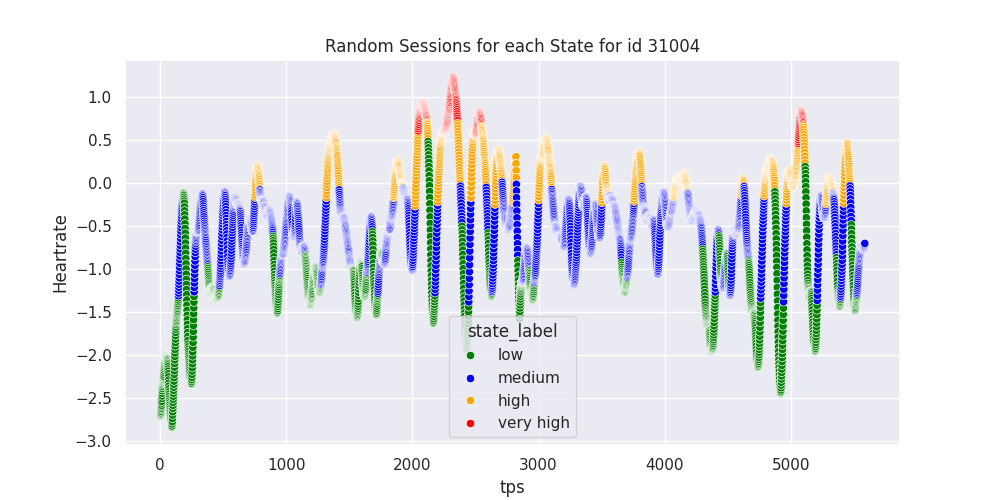 Random Sessions for each State for id 31004
Heartrate
1.0
0.5
0.0
−0.5
−1.0
−1.5
−2.0
−2.5
−3.0
state_label
low
medium
high
very high
0 1000 2000 3000 4000 5000
tps